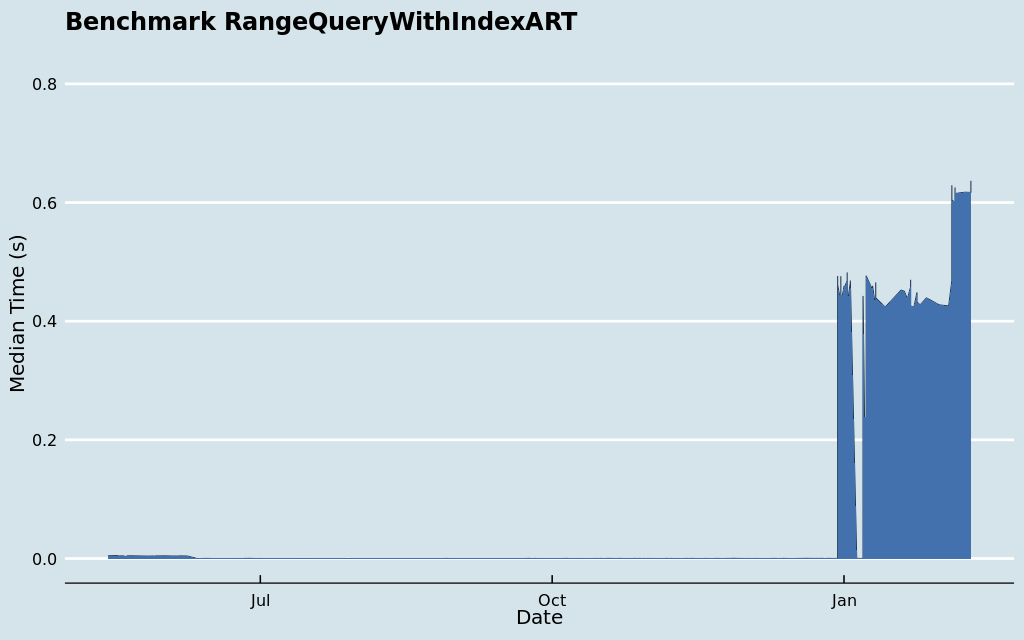 Benchmark RangeQueryWithIndexART
Median Time (s)
0.8
0.6
0.4
0.2
0.0
Jul
Oct
Jan
Date